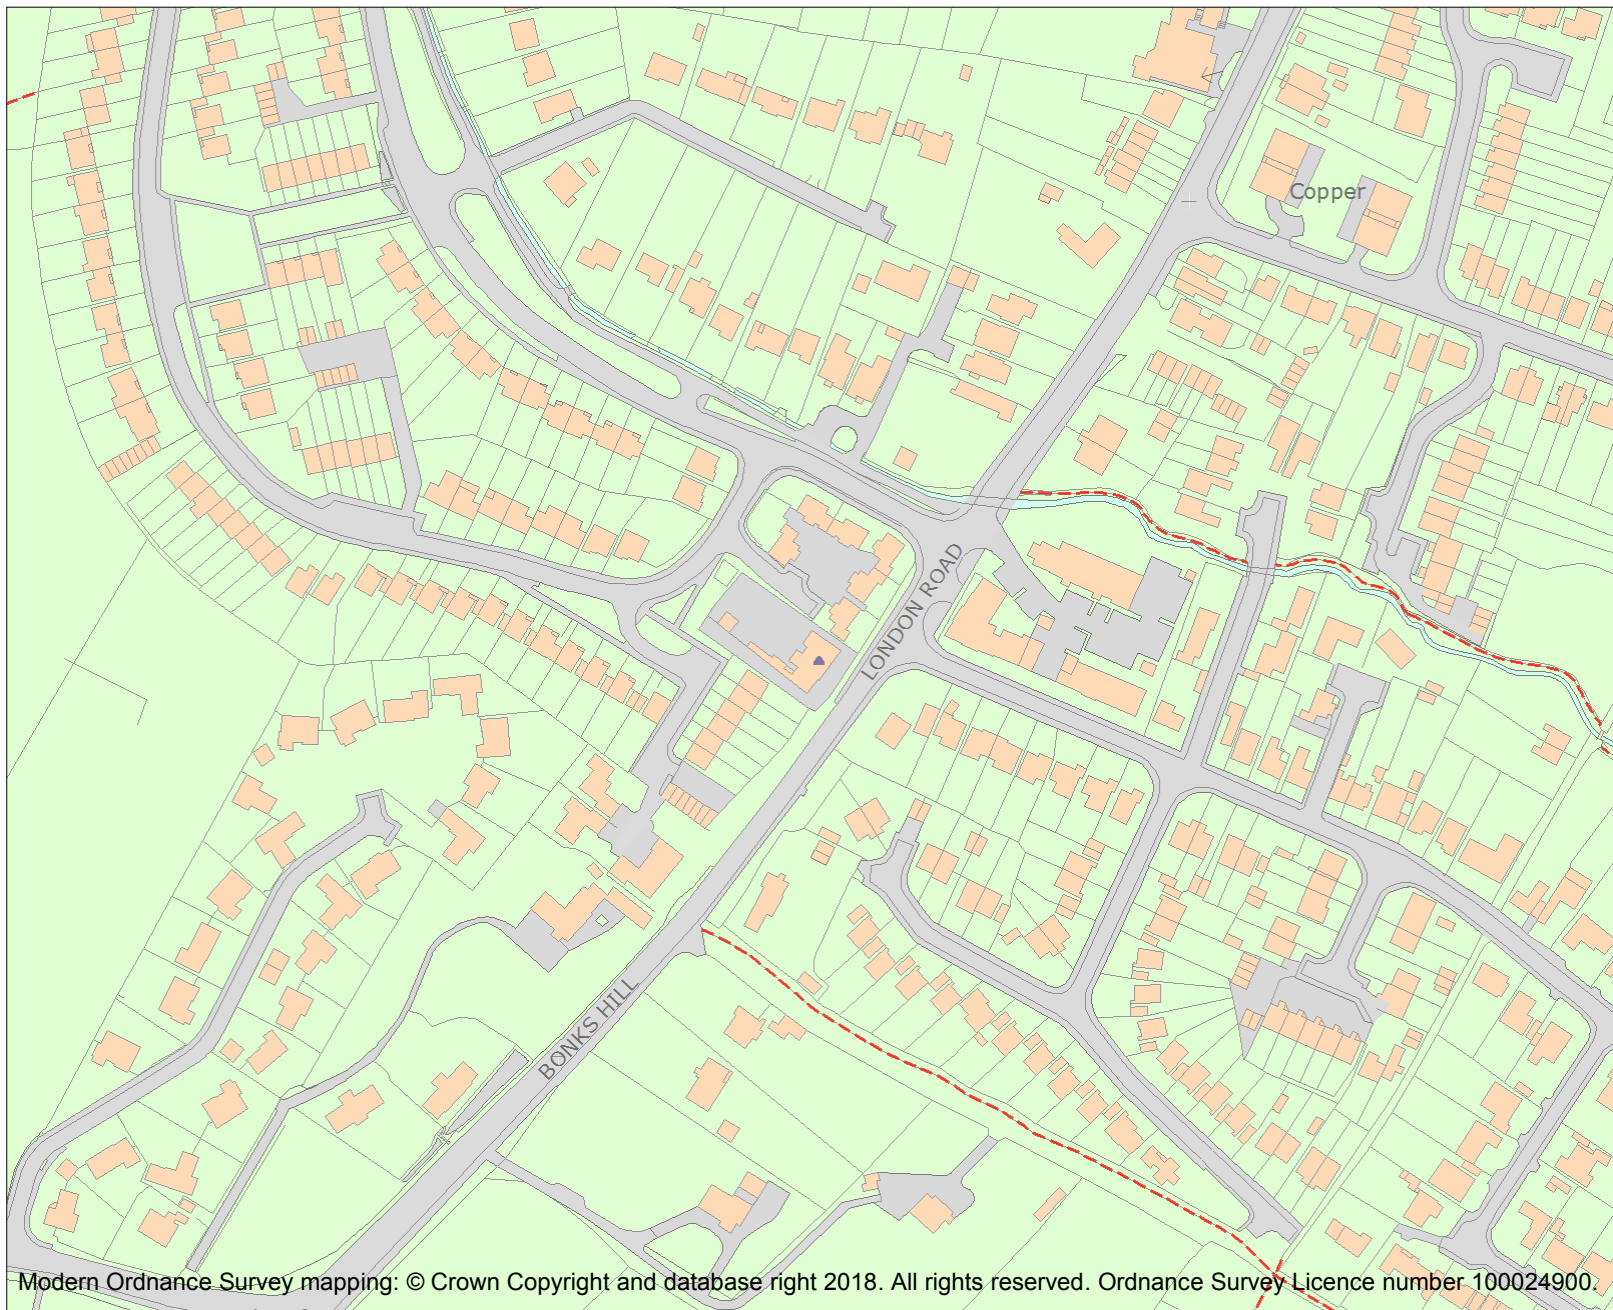 Copper
LONDON ROAD
BONKS HILL
Modern Ordnance Survey mapping: © Crown Copyright and database right 2018. All rights reserved. Ordnance Survey Licence number 100024900.